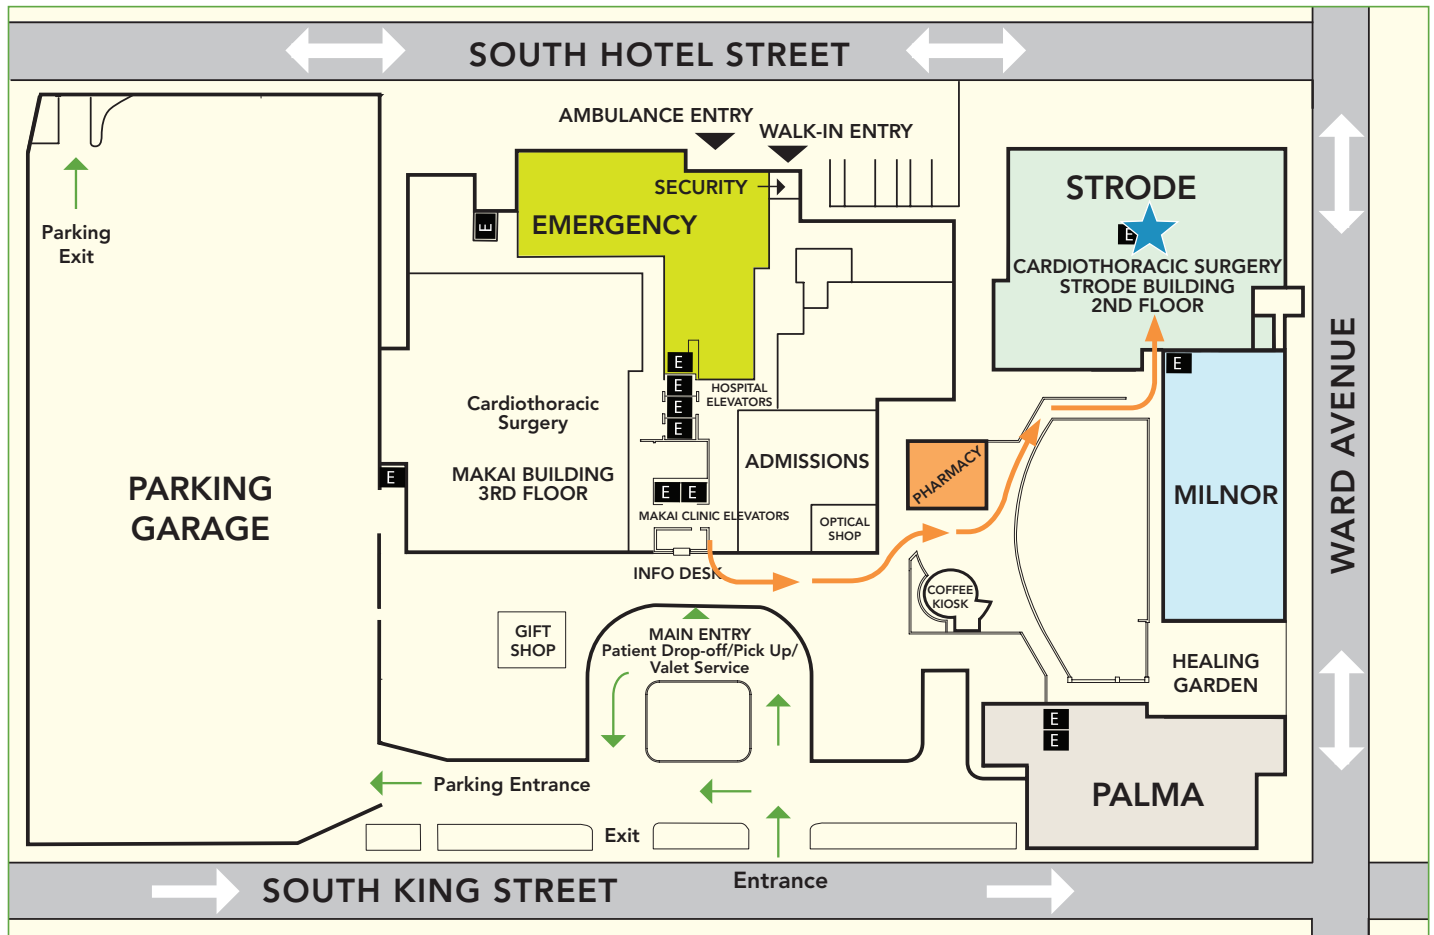 SOUTH HOTEL STREET
AMBULANCE ENTRY
WALK-IN ENTRY
SECURITY
EMERGENCY
E
STRODE
E
CARDIOTHORACIC SURGERY
STRODE BUILDING
2ND FLOOR
Parking
Exit
E
E
E
E
HOSPITAL
ELEVATORS
E
Cardiothoracic
Surgery
MAKAI BUILDING
3RD FLOOR
E
ADMISSIONS
PHARMACY
MILNOR
WARD AVENUE
PARKING
GARAGE
E E
MAKAI CLINIC ELEVATORS
OPTICAL
SHOP
INFO DESK
COFFEE
KIOSK
GIFT
SHOP
MAIN ENTRY
Patient Drop-off/Pick Up/
Valet Service
HEALING
GARDEN
E
E
PALMA
Parking Entrance
Exit
Entrance
SOUTH KING STREET